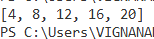 [4, 8, 12, 16, 20]
PS C:\Users\VIGNANA